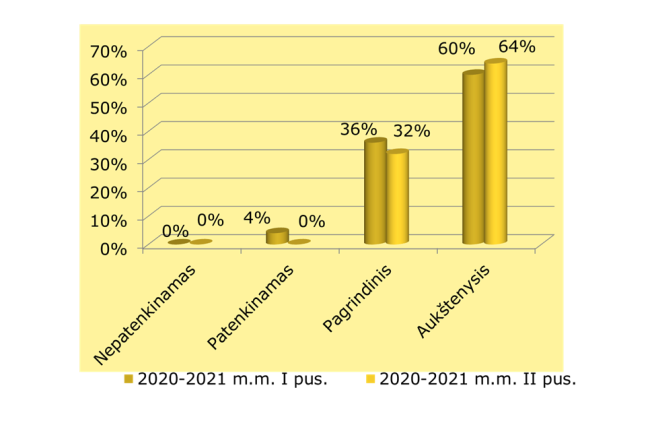 70%
60%
50%
40%
30%
20%
10%
0%
0%
0%
4%
0%
36%
32%
60%
64%
Nepatenkinamas
Patenkinamas
Pagrindinis
Aukštenysis
2020-2021 m.m. I pus.
2020-2021 m.m. II pus.